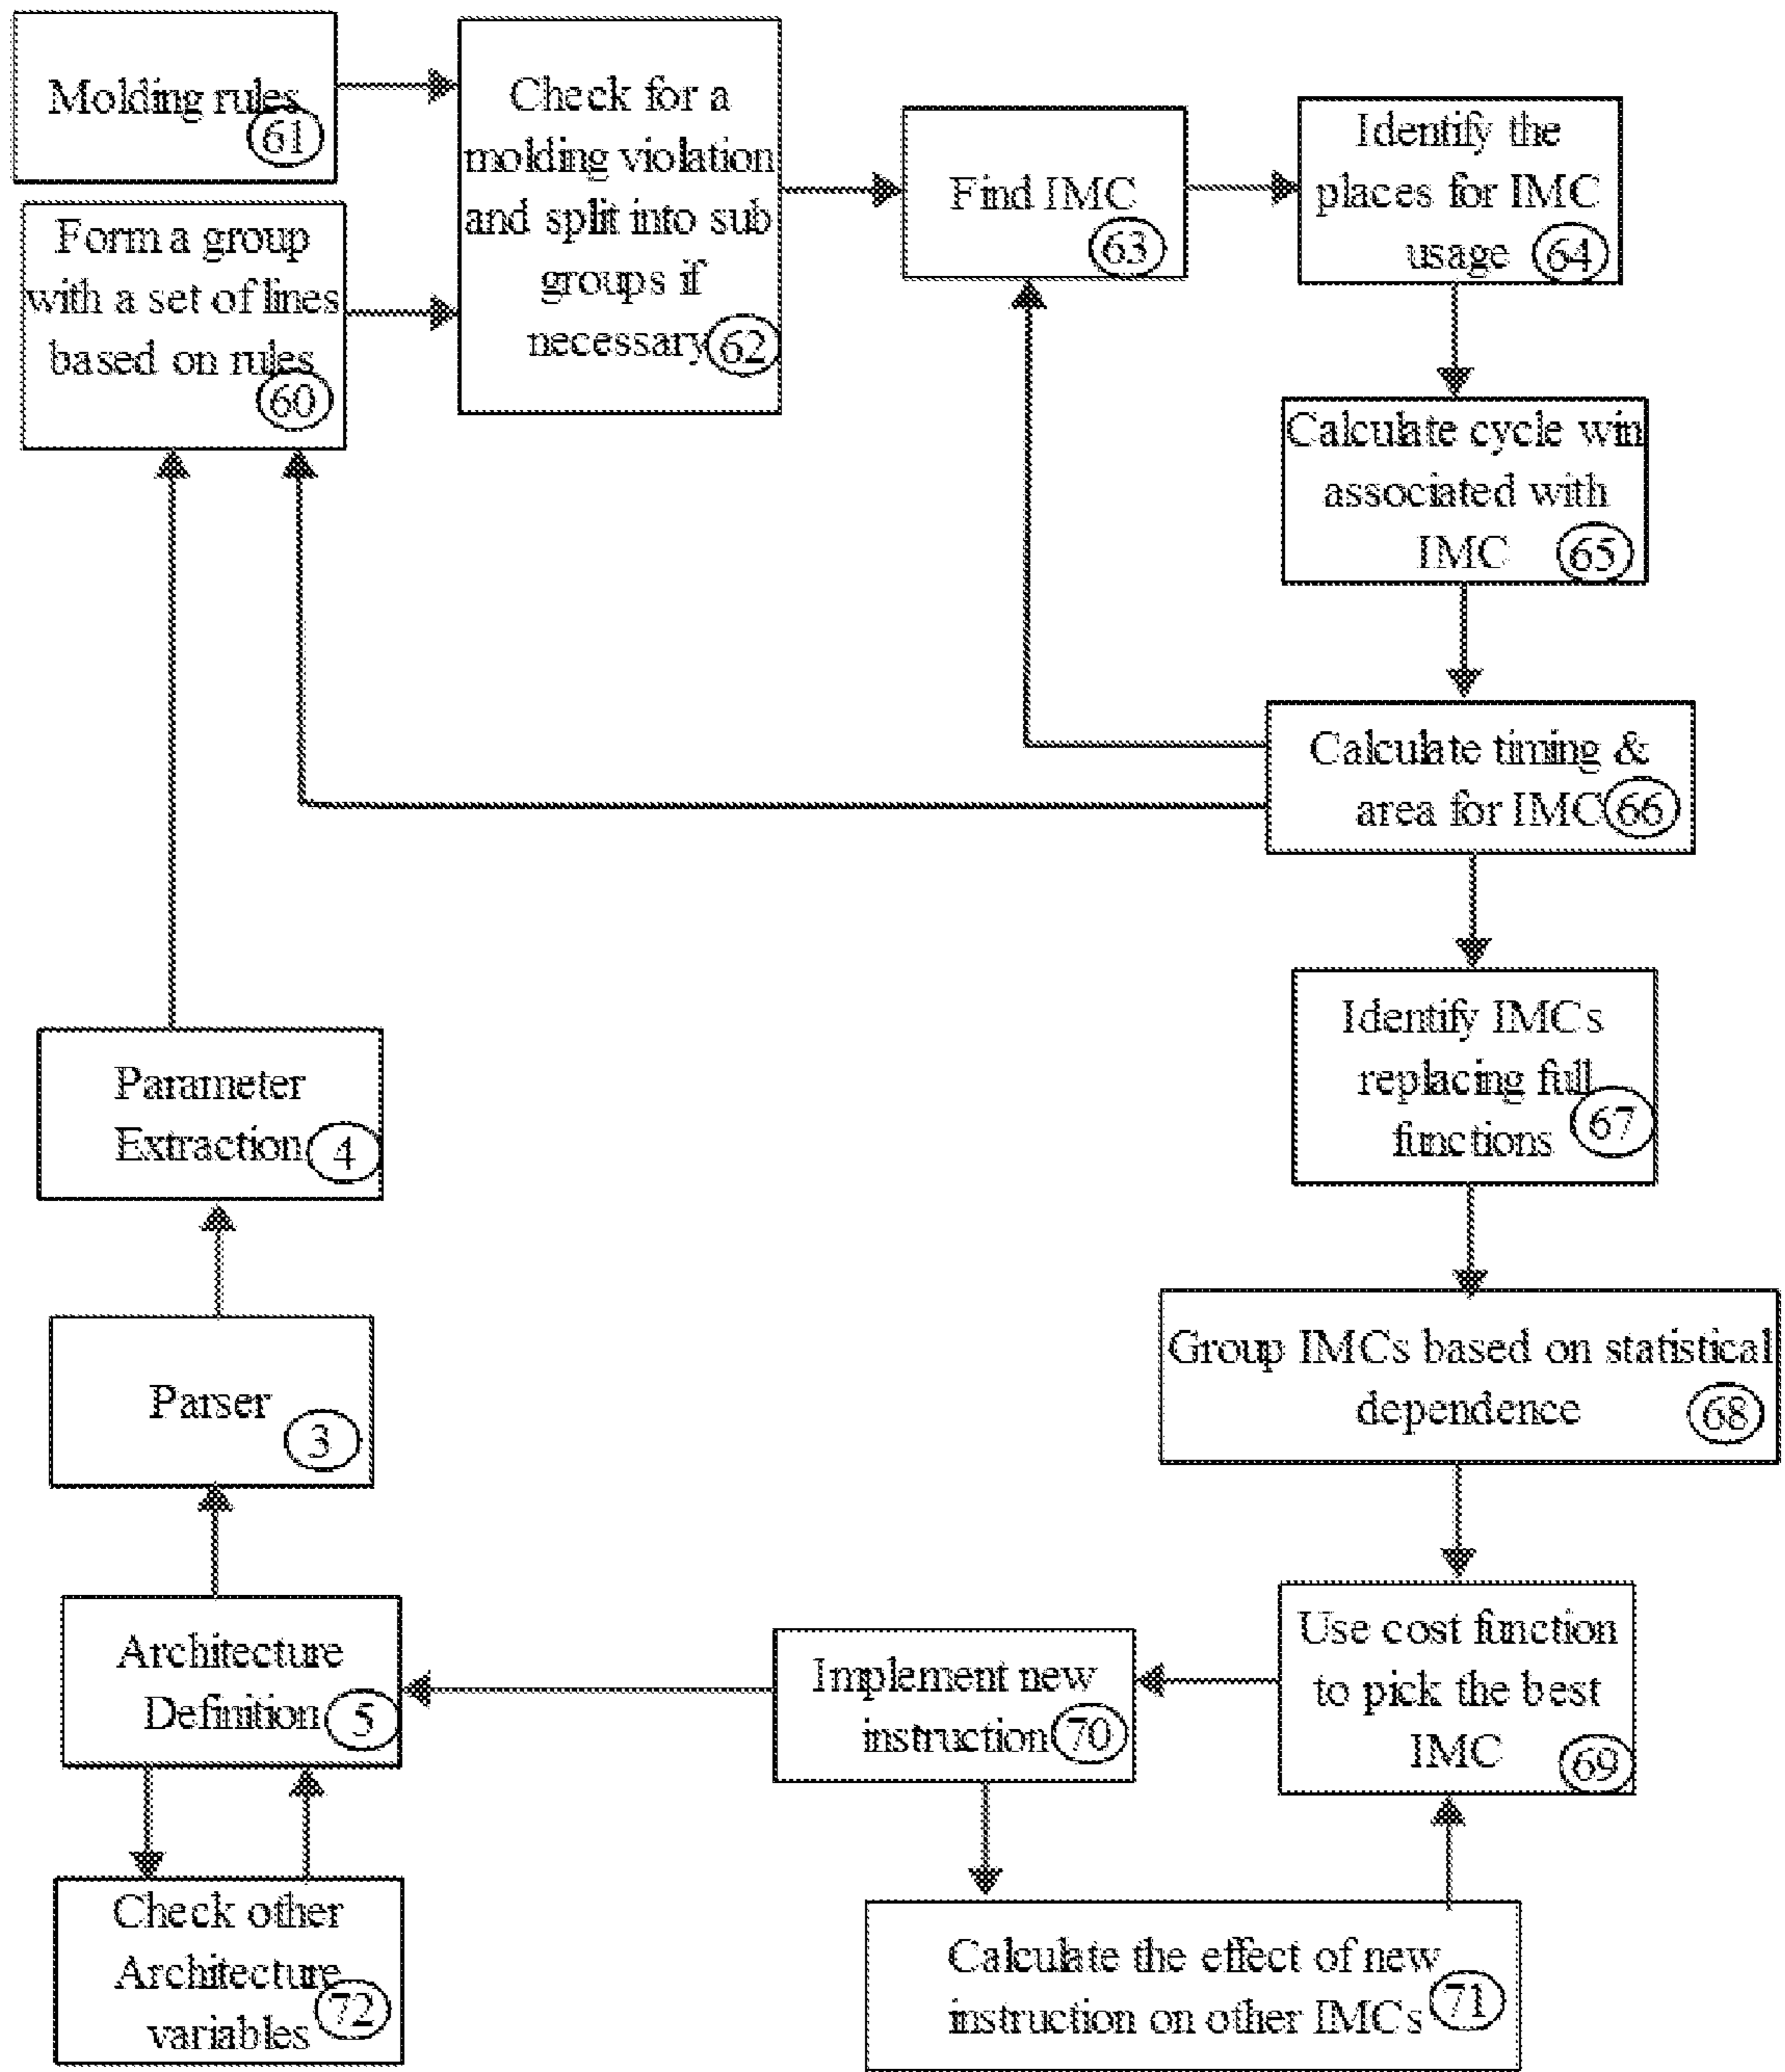 Molding rules
61
Form a group
with a set of lines
based on rules
60
Check for a
molding violation
and split into sub
groups if
necessary
62
Find IMC
63
Identify the
places for IMC
usage
64
Calculate cycle win
associated with
IMC
65
Calculate timing &
area for IMC
66
Identify IMCs
replacing full
functions
67
Group IMCs based on statistical
dependence
68
Use cost function
to pick the best
IMC
69
Implement new
instruction
70
Calculate the effect of new
instruction on other IMCs
71
Parameter
Extraction
4
Parser
3
Architecture
Definition
5
Check other
Architecture
variables
72